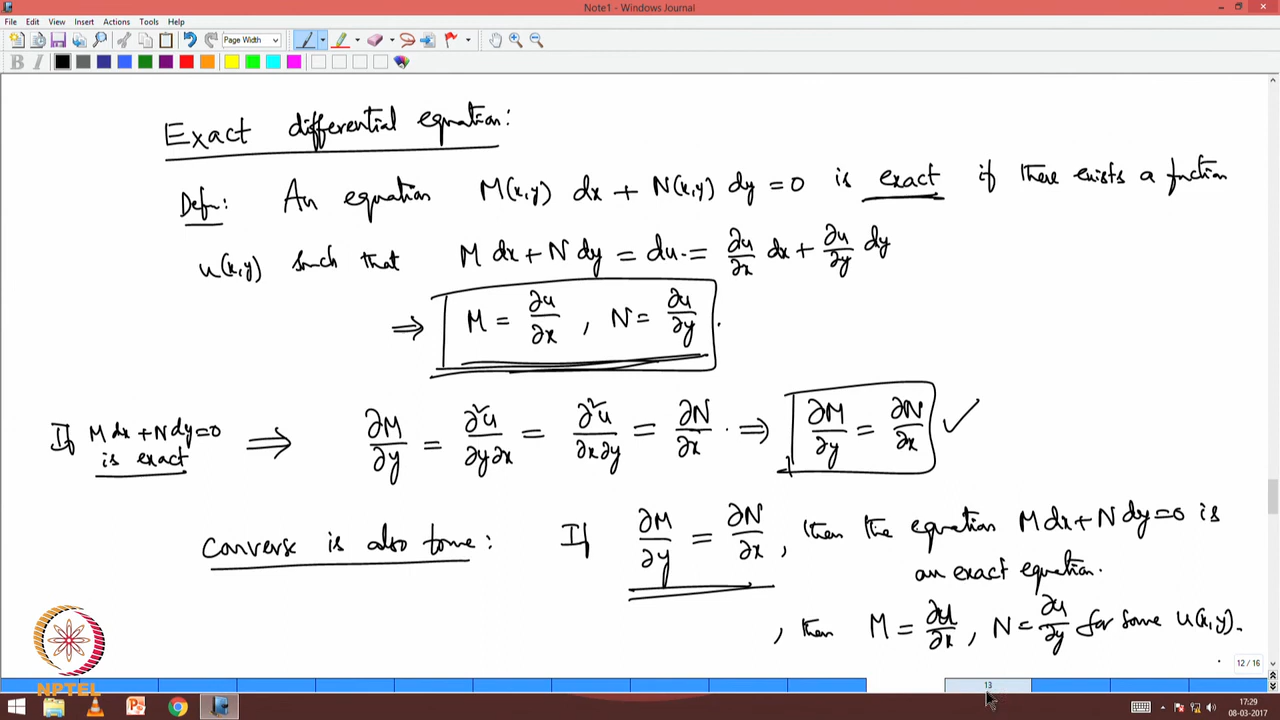 Note1 - Windows Journal
File Edit View Insert Actions Tools Help
Page Width
B I
Exact differential equation:
Defn: An equation M(x,y) dx + N(x,y) dy = 0 is exact if there exists a function
u(x,y) such that M dx + N dy = du = ∂u/∂x dx + ∂u/∂y dy
⇒ M = ∂u/∂x , N = ∂u/∂y .
If M dx + N dy = 0 is exact ⇒ ∂M/∂y = ∂²u/∂y∂x = ∂²u/∂x∂y = ∂N/∂x . ⇒ ∂M/∂y = ∂N/∂x ✓
Converse is also true: If ∂M/∂y = ∂N/∂x , then the equation M dx + N dy = 0 is
an exact equation.
, then M = ∂u/∂x , N = ∂u/∂y for some u(x,y).
12 / 16
NPTEL
13
17:29
08-03-2017